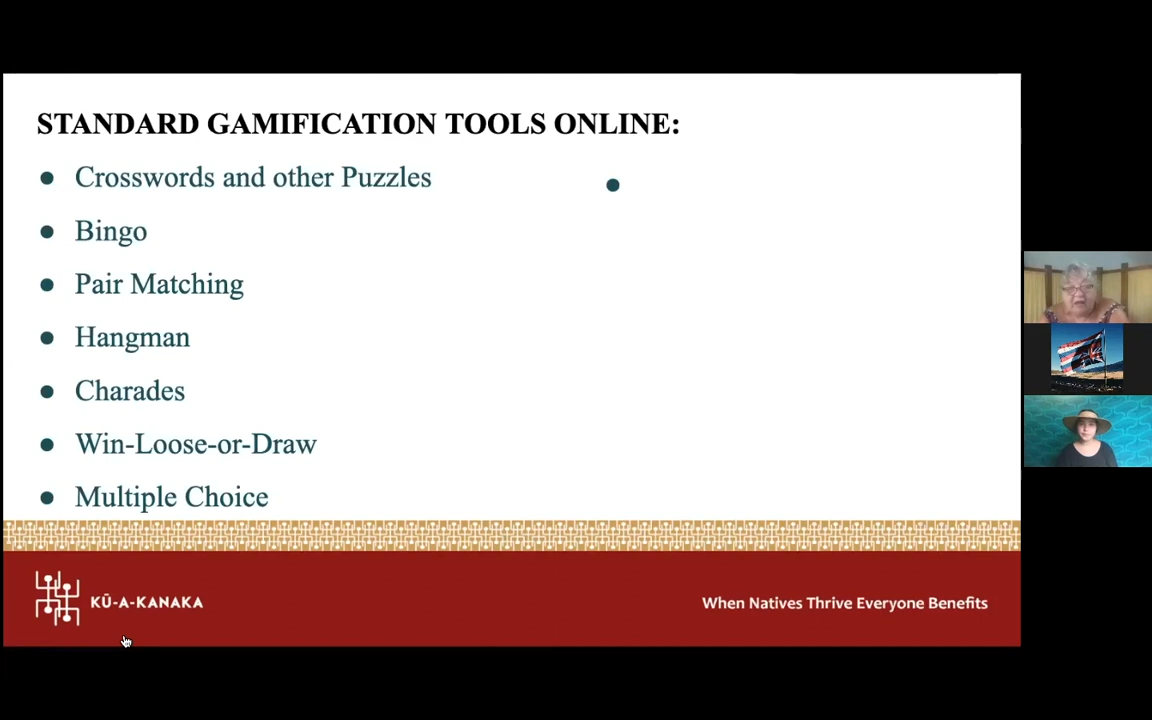 STANDARD GAMIFICATION TOOLS ONLINE:
● Crosswords and other Puzzles
● Bingo
● Pair Matching
● Hangman
● Charades
● Win-Loose-or-Draw
● Multiple Choice
●
KŪ-A-KANAKA
When Natives Thrive Everyone Benefits